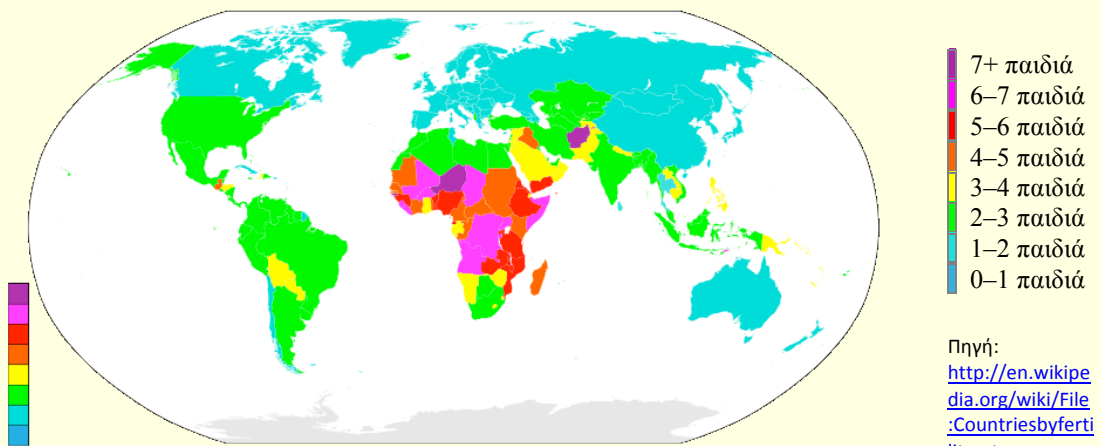 7+ παιδιά
6–7 παιδιά
5–6 παιδιά
4–5 παιδιά
3–4 παιδιά
2–3 παιδιά
1–2 παιδιά
0–1 παιδιά
Πηγή:
http://en.wikipe
dia.org/wiki/File
:Countriesbyferti